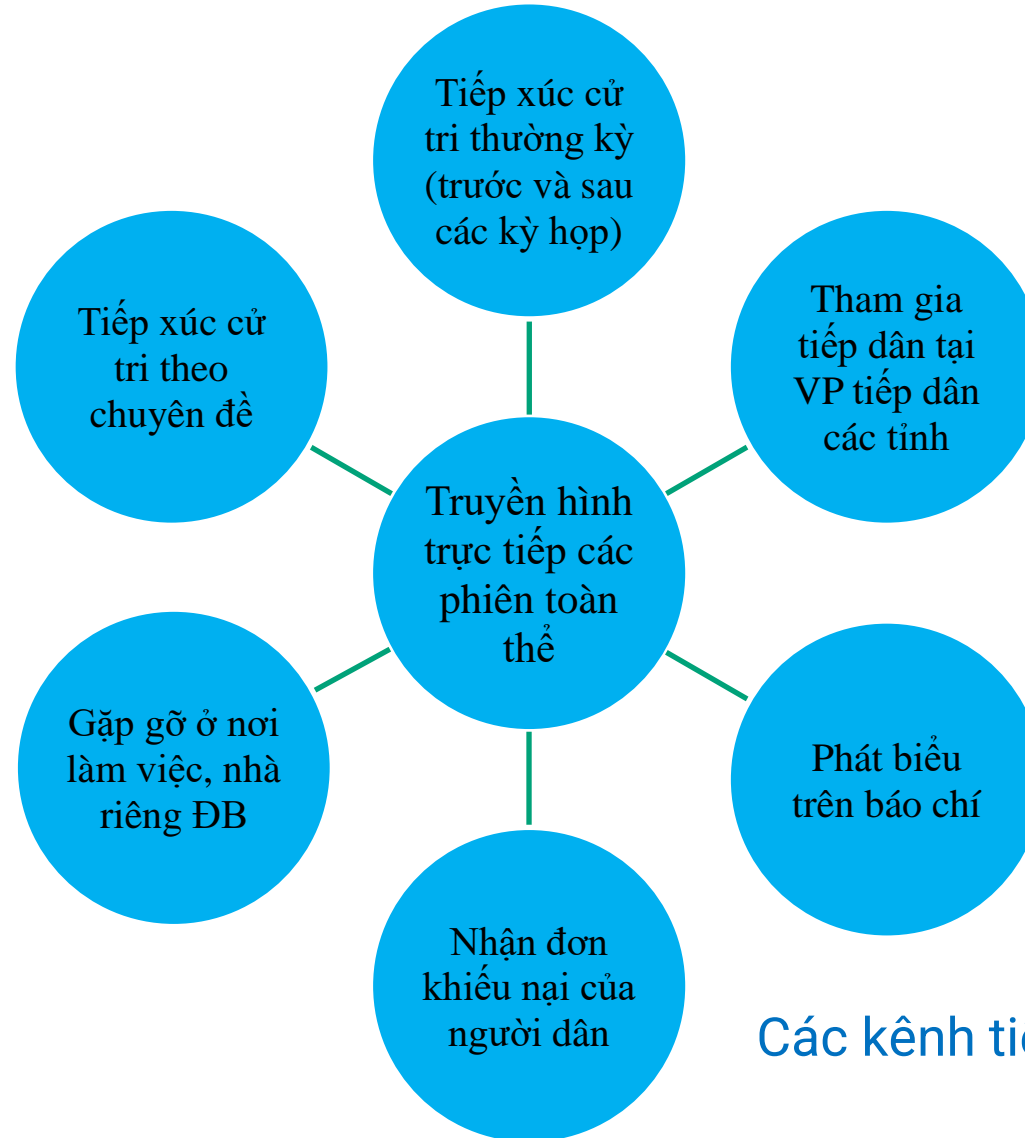 Tiếp xúc cử
tri thường kỳ
(trước và sau
các kỳ họp)
Tham gia
tiếp dân tại
VP tiếp dân
các tỉnh
Phát biểu
trên báo chí
Nhận đơn
khiếu nại của
người dân
Gặp gỡ ở nơi
làm việc, nhà
riêng ĐB
Tiếp xúc cử
tri theo
chuyên đề
Truyền hình
trực tiếp các
phiên toàn
thể
Các kênh